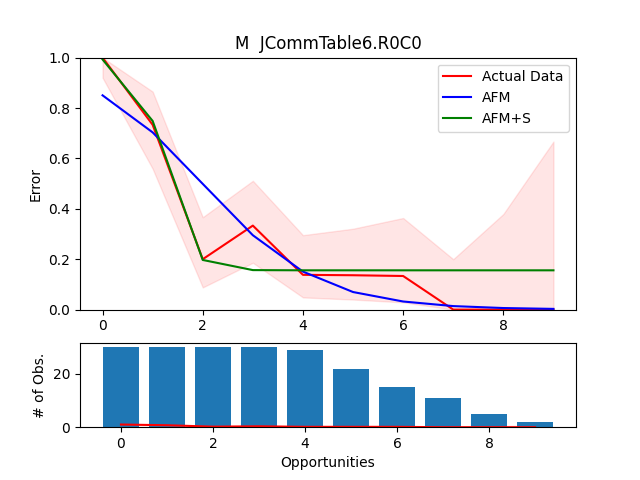 M  JCommTable6.R0C0
Error
1.0
0.8
0.6
0.4
0.2
0.0
Actual Data
AFM
AFM+S
0 2 4 6 8
# of Obs.
20
0
0 2 4 6 8
Opportunities